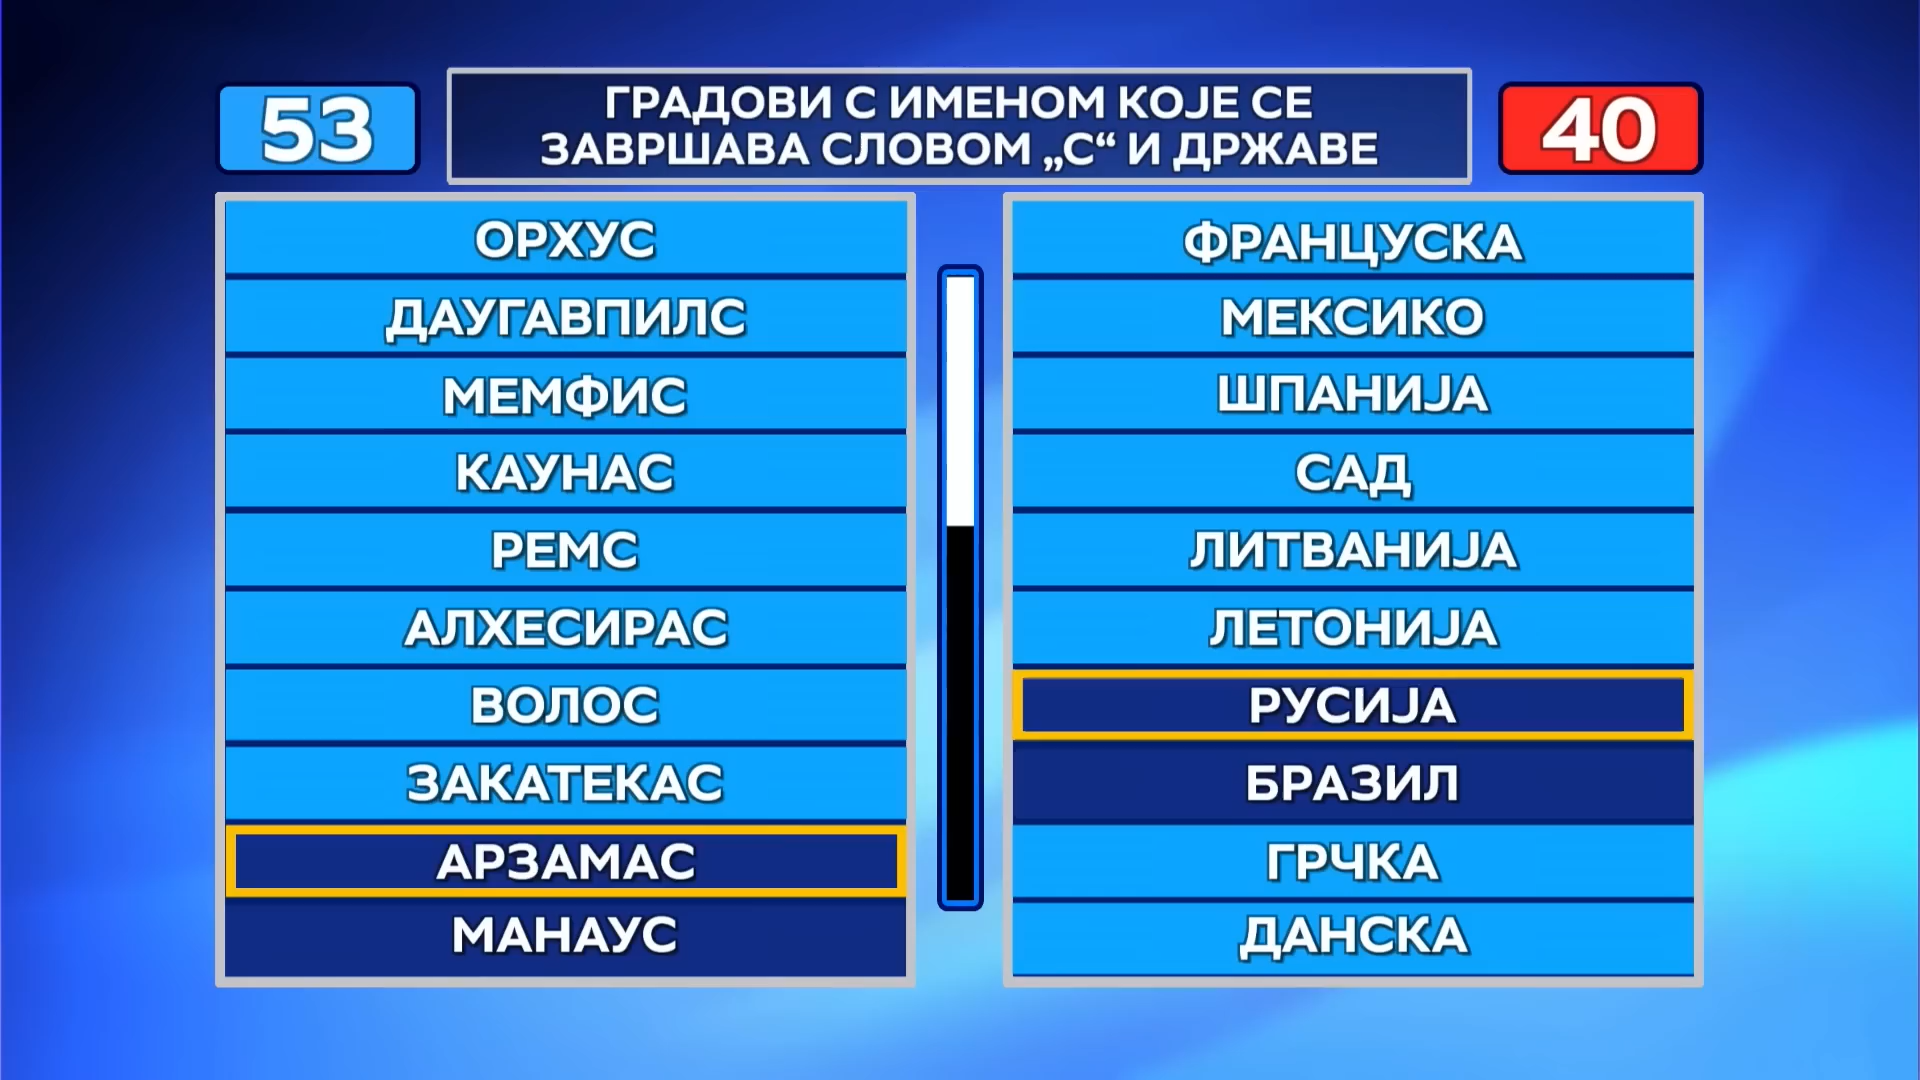 53
ГРАДОВИ С ИМЕНОМ КОЈЕ СЕ
ЗАВРШАВА СЛОВОМ „С“ И ДРЖАВЕ
40
ОРХУС
ДАУГАВПИЛС
МЕМФИС
КАУНАС
РЕМС
АЛХЕСИРАС
ВОЛОС
ЗАКАТЕКАС
АРЗАМАС
МАНАУС
ФРАНЦУСКА
МЕКСИКО
ШПАНИЈА
САД
ЛИТВАНИЈА
ЛЕТОНИЈА
РУСИЈА
БРАЗИЛ
ГРЧКА
ДАНСКА